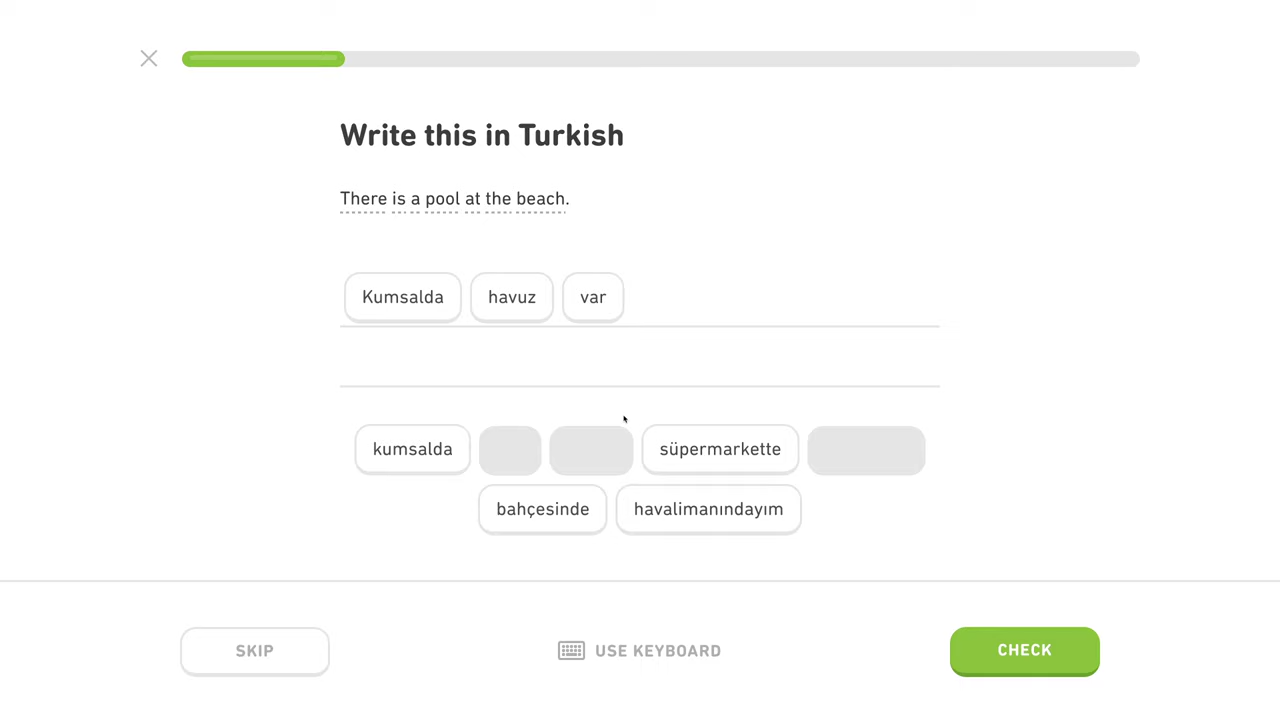 Write this in Turkish
There is a pool at the beach.
Kumsalda havuz var
kumsalda süpermarkette
bahçesinde havalimanındayım
SKIP USE KEYBOARD CHECK